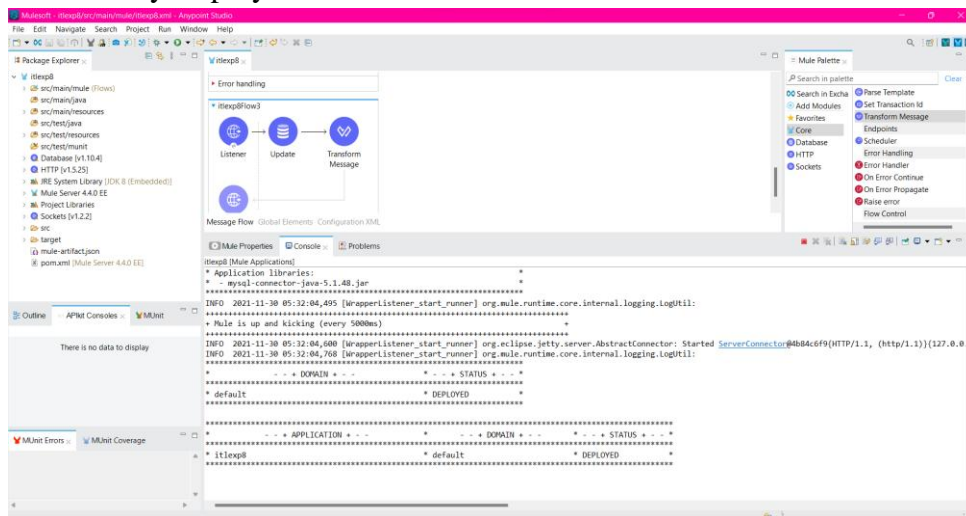 Mulesoft - itlexp8/src/main/mule/itlexp8.xml - Anypoint Studio
File Edit Navigate Search Project Run Window Help
Package Explorer
itlexp8
src/main/mule (Flows)
src/main/java
src/main/resources
src/test/java
src/test/resources
src/test/munit
Database [v1.10.4]
HTTP [v1.5.25]
JRE System Library [JDK 8 (Embedded)]
Mule Server 4.4.0 EE
Project Libraries
Sockets [v1.2.2]
src
target
mule-artifact.json
pom.xml [Mule Server 4.4.0 EE]
Outline APIkit Consoles MUnit
There is no data to display
MUnit Errors MUnit Coverage
itlexp8
Error handling
itlexp8Flow3
Listener Update Transform
Message
Message Flow Global Elements Configuration XML
Mule Palette
Search in palette Clear
Search in Excha
Add Modules
Favorites
Core
Database
HTTP
Sockets
Parse Template
Set Transaction Id
Transform Message
Endpoints
Scheduler
Error Handling
Error Handler
On Error Continue
On Error Propagate
Raise error
Flow Control
Mule Properties Console Problems
itlexp8 [Mule Applications]
* Application libraries: *
* - mysql-connector-java-5.1.48.jar *
INFO 2021-11-30 05:32:04,495 [WrapperListener_start_runner] org.mule.runtime.core.internal.logging.LogUtil:
+ Mule is up and kicking (every 5000ms) +
INFO 2021-11-30 05:32:04,600 [WrapperListener_start_runner] org.eclipse.jetty.server.AbstractConnector: Started ServerConnector@4b84c6f9{HTTP/1.1, (http/1.1)}{127.0.0.
INFO 2021-11-30 05:32:04,768 [WrapperListener_start_runner] org.mule.runtime.core.internal.logging.LogUtil:
* - - + DOMAIN + - - * - - + STATUS + - - *
* default * DEPLOYED *
* - - + APPLICATION + - - * - - + DOMAIN + - - * - - + STATUS + - - *
* itlexp8 * default * DEPLOYED *